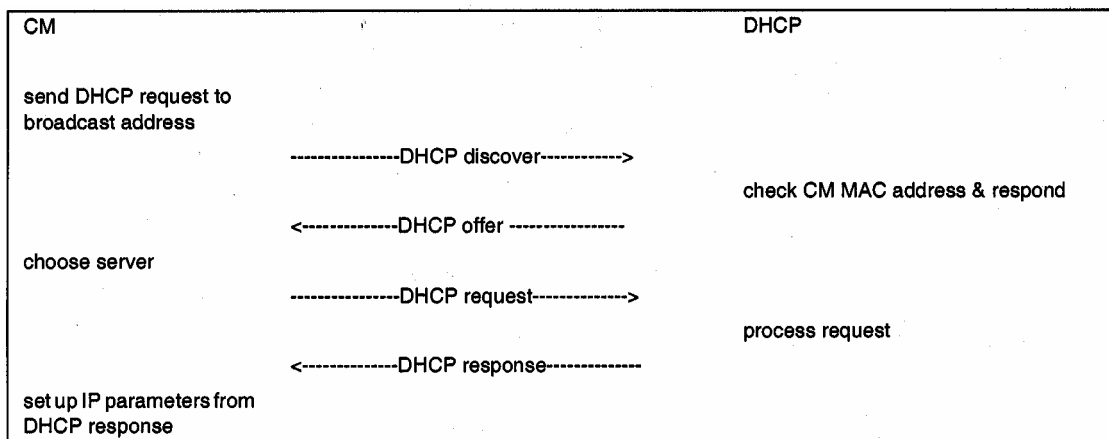 CM DHCP
send DHCP request to
broadcast address
----------------DHCP discover------------>
check CM MAC address & respond
<--------------DHCP offer -----------------
choose server
----------------DHCP request-------------->
process request
<--------------DHCP response--------------
set up IP parameters from
DHCP response